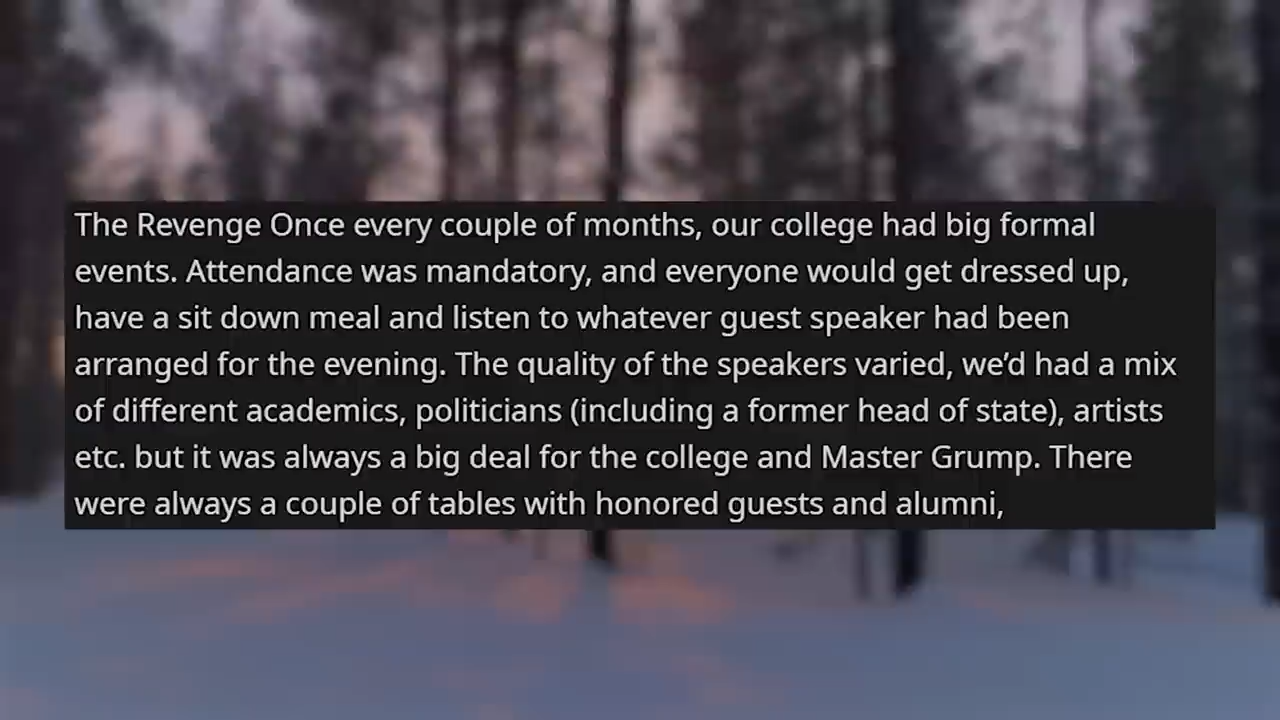 The Revenge Once every couple of months, our college had big formal
events. Attendance was mandatory, and everyone would get dressed up,
have a sit down meal and listen to whatever guest speaker had been
arranged for the evening. The quality of the speakers varied, we’d had a mix
of different academics, politicians (including a former head of state), artists
etc. but it was always a big deal for the college and Master Grump. There
were always a couple of tables with honored guests and alumni,